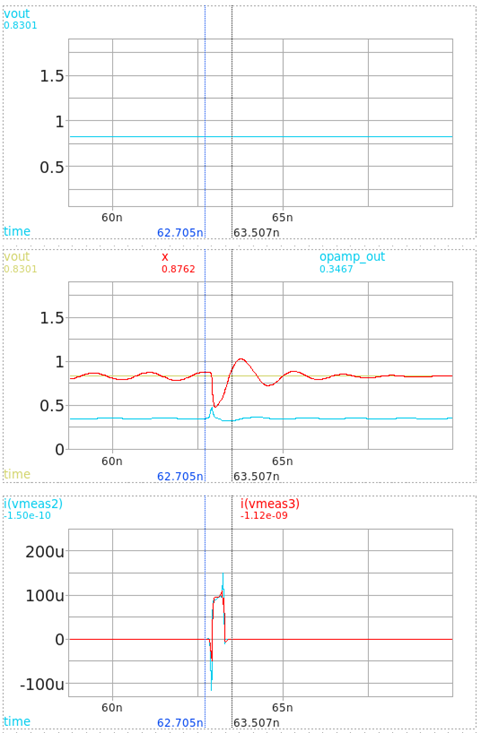 vout
0.8301
1.5
1
0.5
60n 65n
time 62.705n 63.507n
vout x opamp_out
0.8301 0.8762 0.3467
1.5
1
0.5
0
60n 65n
time 62.705n 63.507n
i(vmeas2) i(vmeas3)
-1.50e-10 -1.12e-09
200u
100u
0
-100u
60n 65n
time 62.705n 63.507n